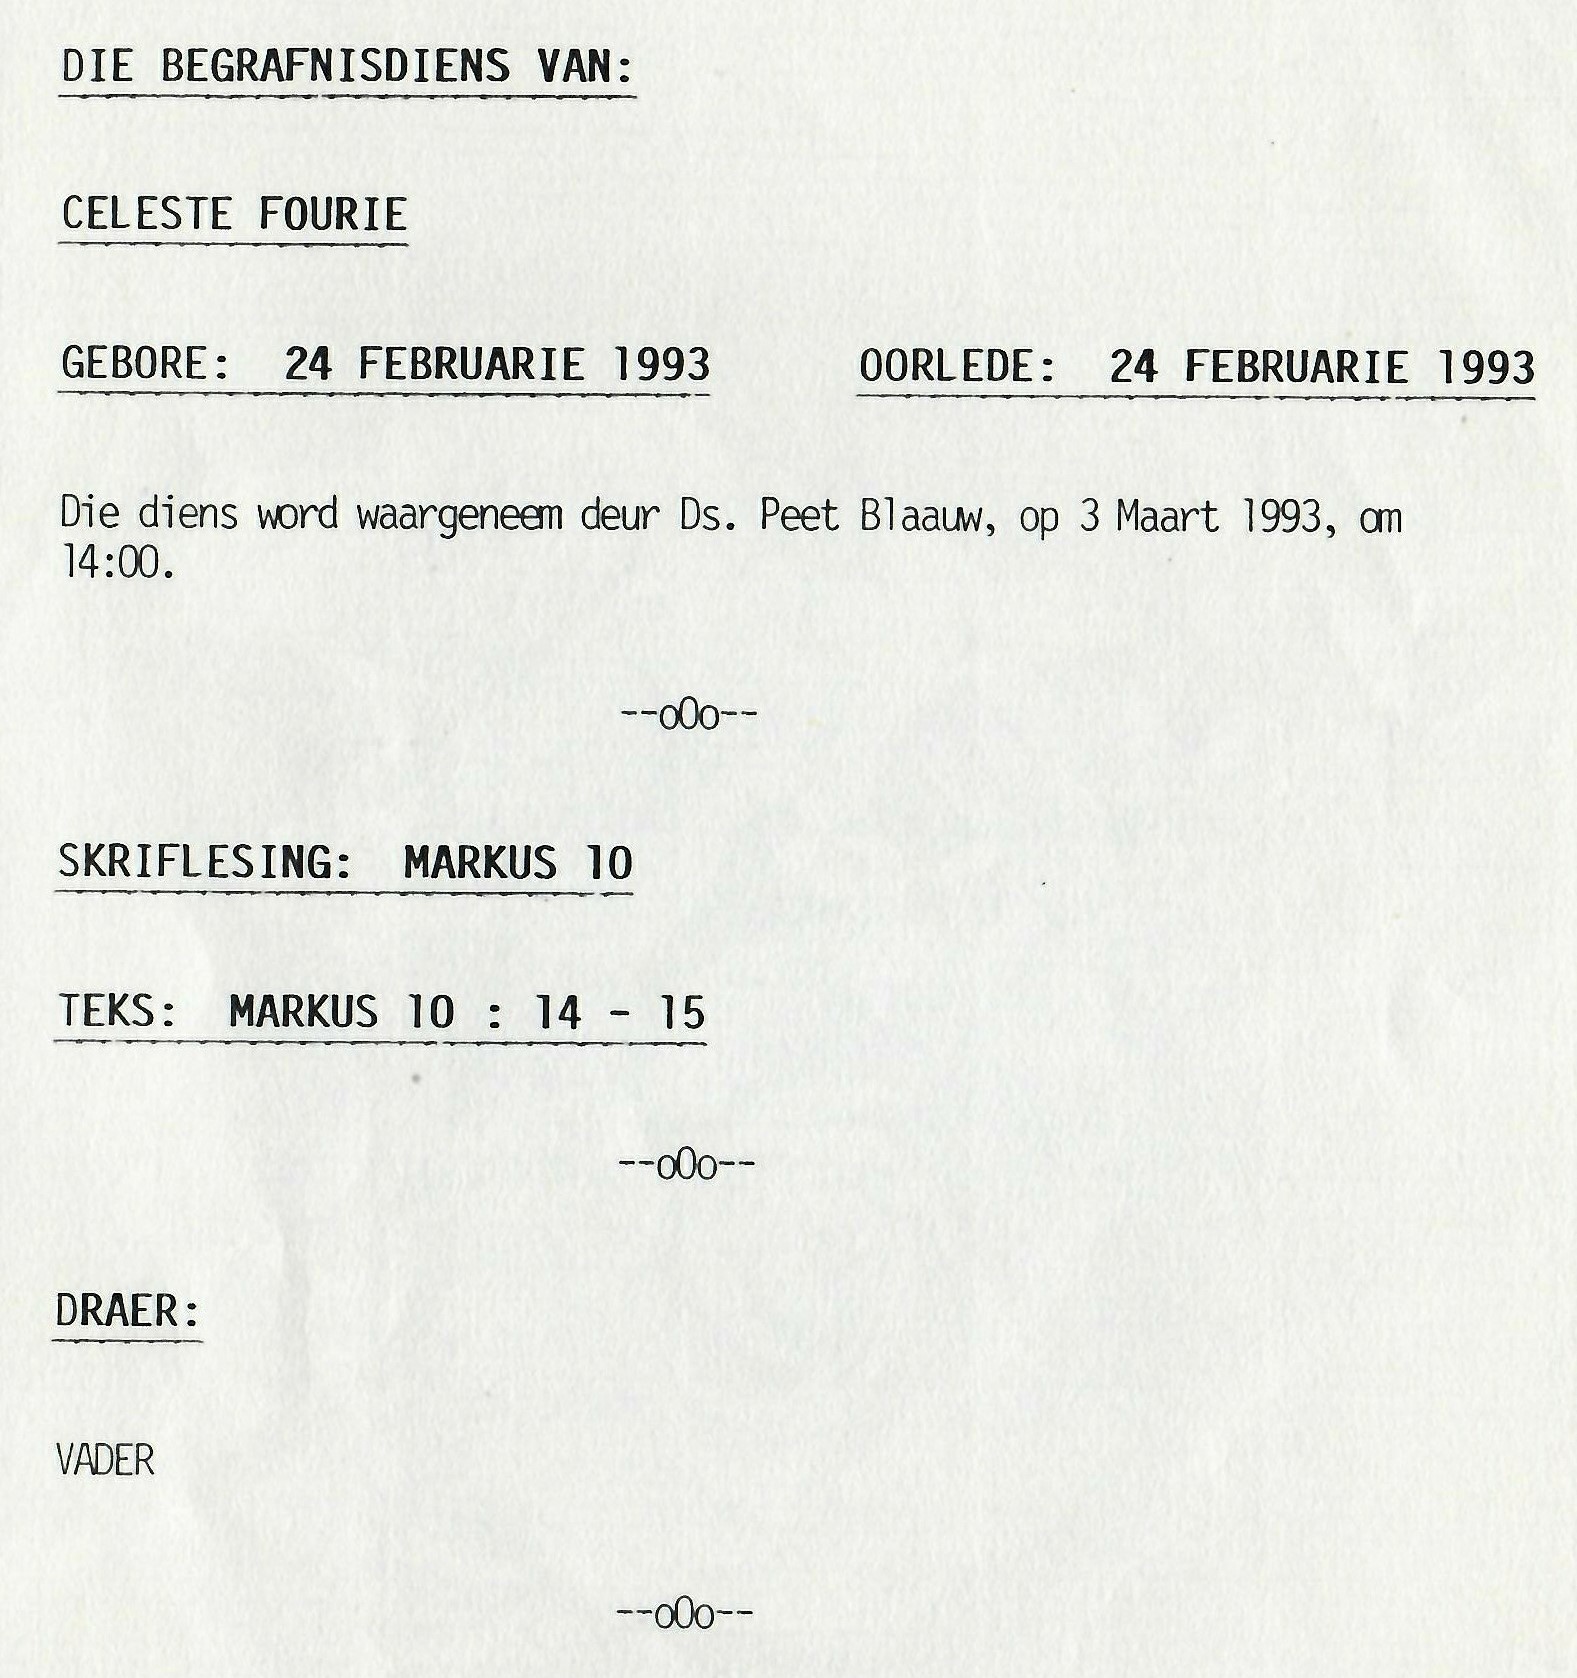 DIE BEGRAFNISDIENS VAN:
CELESTE FOURIE
GEBORE: 24 FEBRUARIE 1993 OORLEDE: 24 FEBRUARIE 1993
Die diens word waargeneem deur Ds. Peet Blaauw, op 3 Maart 1993, om
14:00.
--oOo--
SKRIFLESING: MARKUS 10
TEKS: MARKUS 10 : 14 - 15
--oOo--
DRAER:
VADER
--oOo--